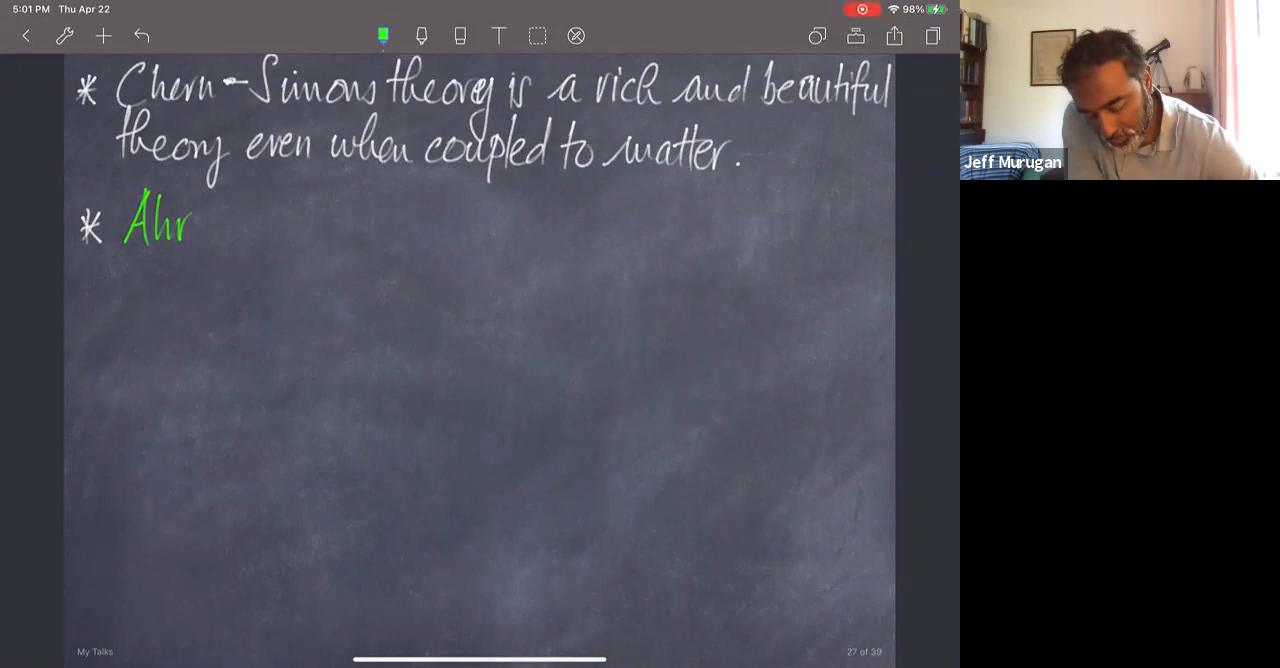 5:01 PM Thu Apr 22
98%
* Chern-Simons theory is a rich and beautiful
theory even when coupled to matter.
* Ahr
Jeff Murugan
My Talks
27 of 39